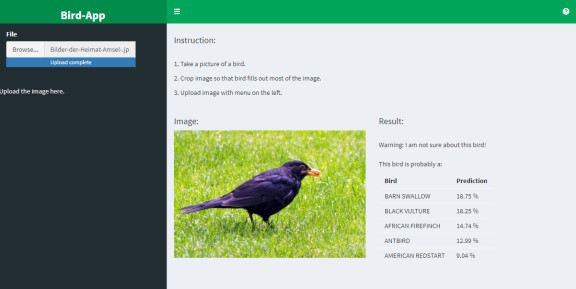 Bird-App
File
Browse... Bilder-der-Heimat-Amsel-.jp
Upload complete
Upload the image here.
Instruction:
1. Take a picture of a bird.
2. Crop image so that bird fills out most of the image.
3. Upload image with menu on the left.
Image:
Result:
Warning: I am not sure about this bird!
This bird is probably a:
Bird Prediction
BARN SWALLOW 18.75 %
BLACK VULTURE 18.25 %
AFRICAN FIREFINCH 14.74 %
ANTBIRD 12.99 %
AMERICAN REDSTART 9.04 %